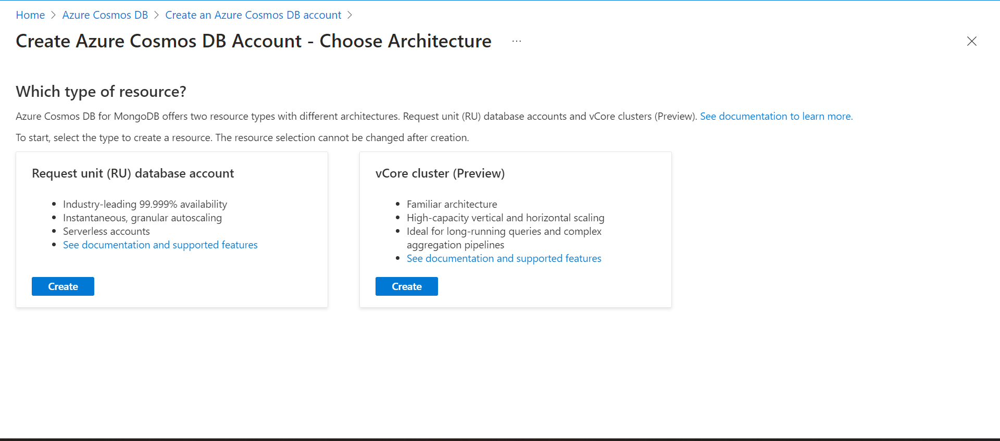 Home > Azure Cosmos DB > Create an Azure Cosmos DB account >
Create Azure Cosmos DB Account - Choose Architecture ...
Which type of resource?
Azure Cosmos DB for MongoDB offers two resource types with different architectures. Request unit (RU) database accounts and vCore clusters (Preview). See documentation to learn more.
To start, select the type to create a resource. The resource selection cannot be changed after creation.
Request unit (RU) database account
• Industry-leading 99.999% availability
• Instantaneous, granular autoscaling
• Serverless accounts
• See documentation and supported features
Create
vCore cluster (Preview)
• Familiar architecture
• High-capacity vertical and horizontal scaling
• Ideal for long-running queries and complex
aggregation pipelines
• See documentation and supported features
Create